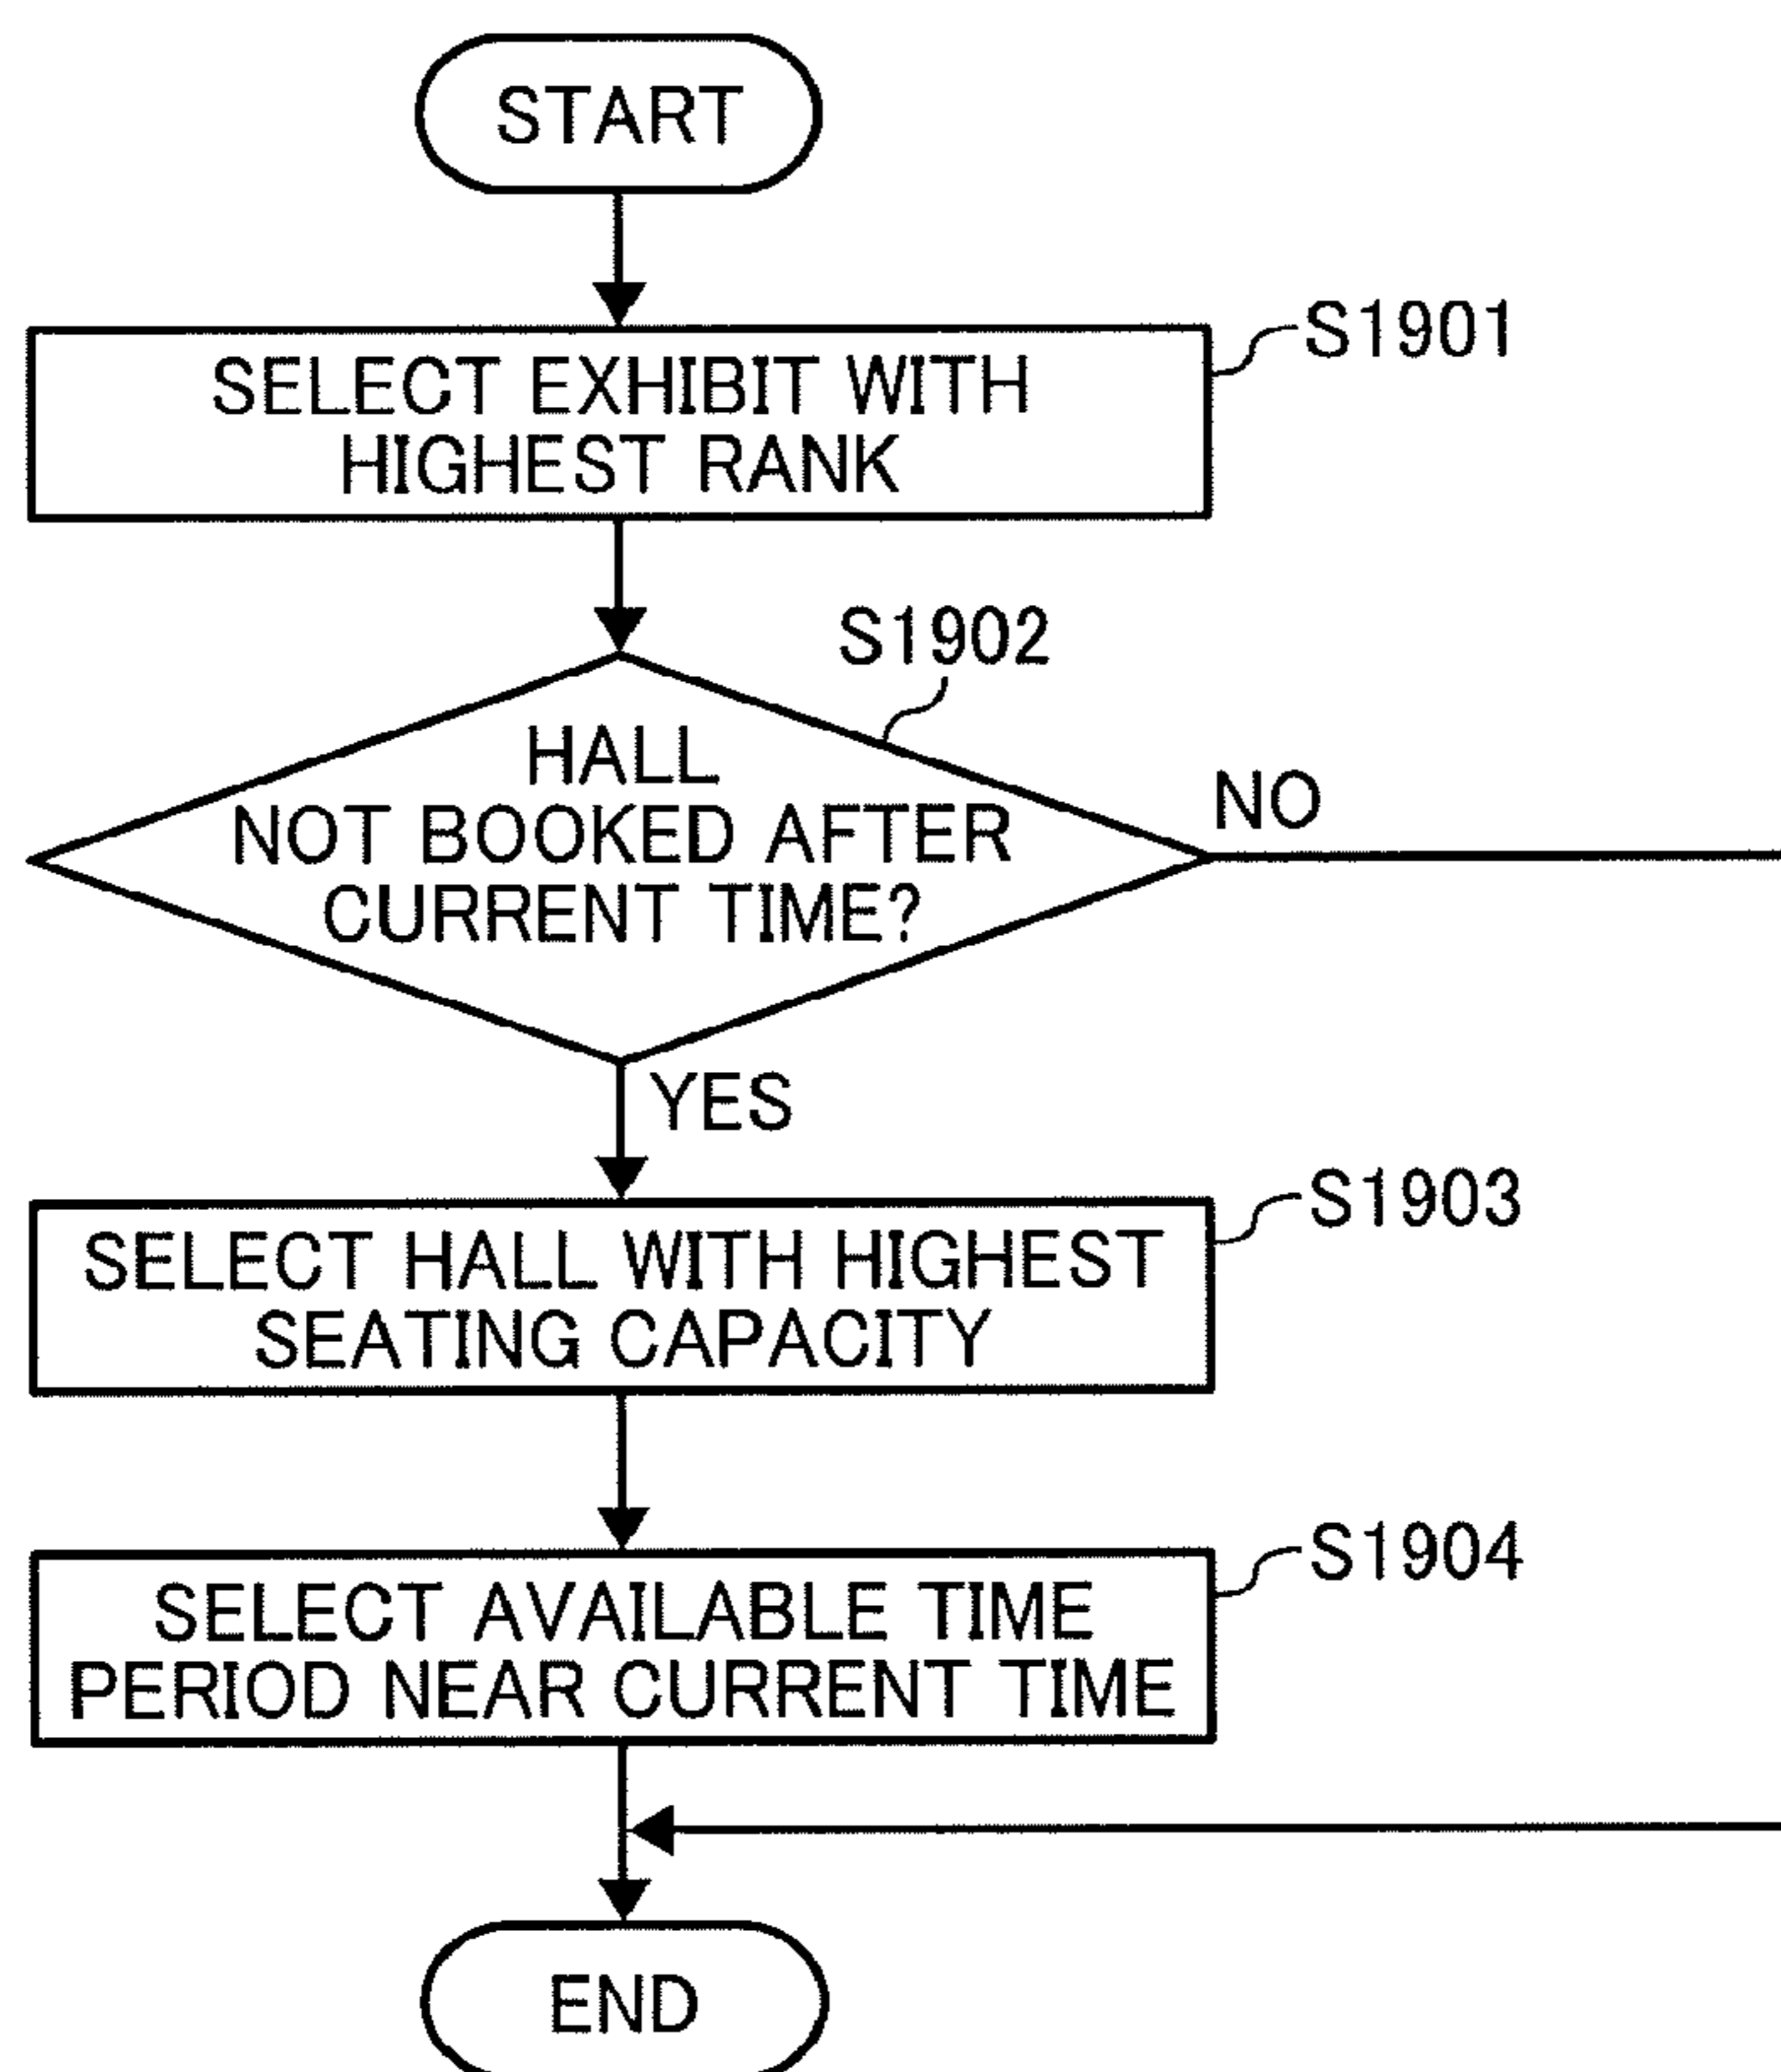 START
S1901
SELECT EXHIBIT WITH
HIGHEST RANK
S1902
HALL
NOT BOOKED AFTER
CURRENT TIME?
NO
YES
S1903
SELECT HALL WITH HIGHEST
SEATING CAPACITY
S1904
SELECT AVAILABLE TIME
PERIOD NEAR CURRENT TIME
END